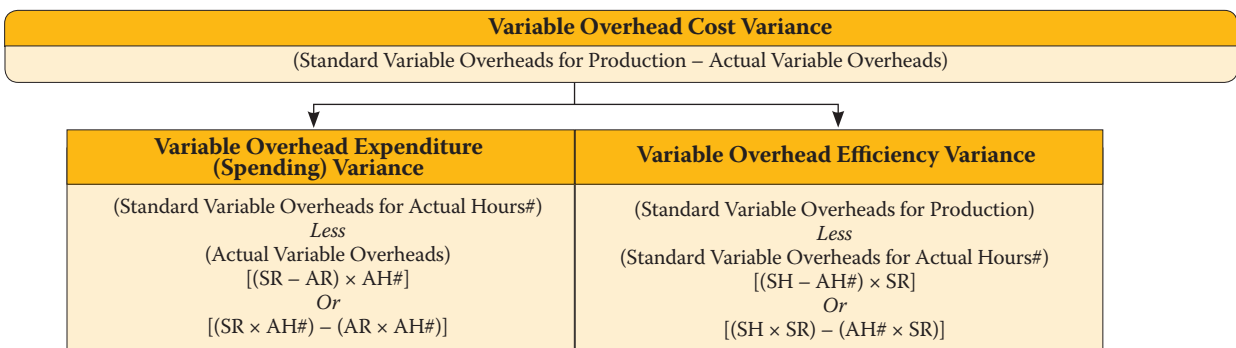 Variable Overhead Cost Variance
(Standard Variable Overheads for Production – Actual Variable Overheads)
Variable Overhead Expenditure
(Spending) Variance
(Standard Variable Overheads for Actual Hours#)
Less
(Actual Variable Overheads)
[(SR – AR) × AH#]
Or
[(SR × AH#) – (AR × AH#)]
Variable Overhead Efficiency Variance
(Standard Variable Overheads for Production)
Less
(Standard Variable Overheads for Actual Hours#)
[(SH – AH#) × SR]
Or
[(SH × SR) – (AH# × SR)]